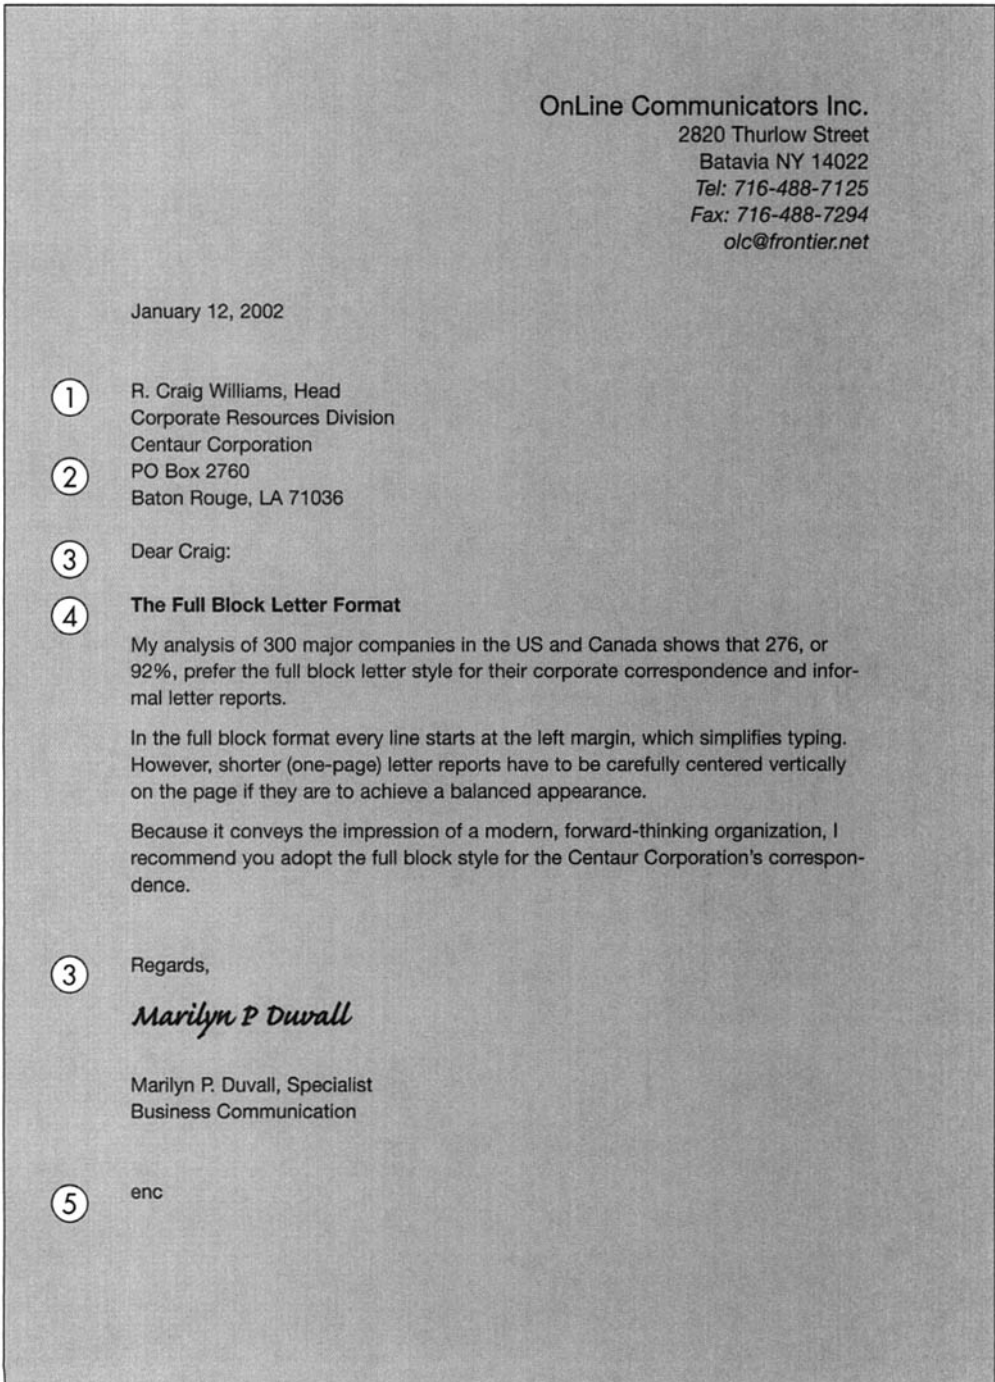 OnLine Communicators Inc.
2820 Thurlow Street
Batavia NY 14022
Tel: 716-488-7125
Fax: 716-488-7294
olc@frontier.net
January 12, 2002
1 R. Craig Williams, Head
Corporate Resources Division
Centaur Corporation
2 PO Box 2760
Baton Rouge, LA 71036
3 Dear Craig:
4 The Full Block Letter Format
My analysis of 300 major companies in the US and Canada shows that 276, or
92%, prefer the full block letter style for their corporate correspondence and infor-
mal letter reports.
In the full block format every line starts at the left margin, which simplifies typing.
However, shorter (one-page) letter reports have to be carefully centered vertically
on the page if they are to achieve a balanced appearance.
Because it conveys the impression of a modern, forward-thinking organization, I
recommend you adopt the full block style for the Centaur Corporation's correspon-
dence.
3 Regards,
Marilyn P Duvall
Marilyn P. Duvall, Specialist
Business Communication
5 enc